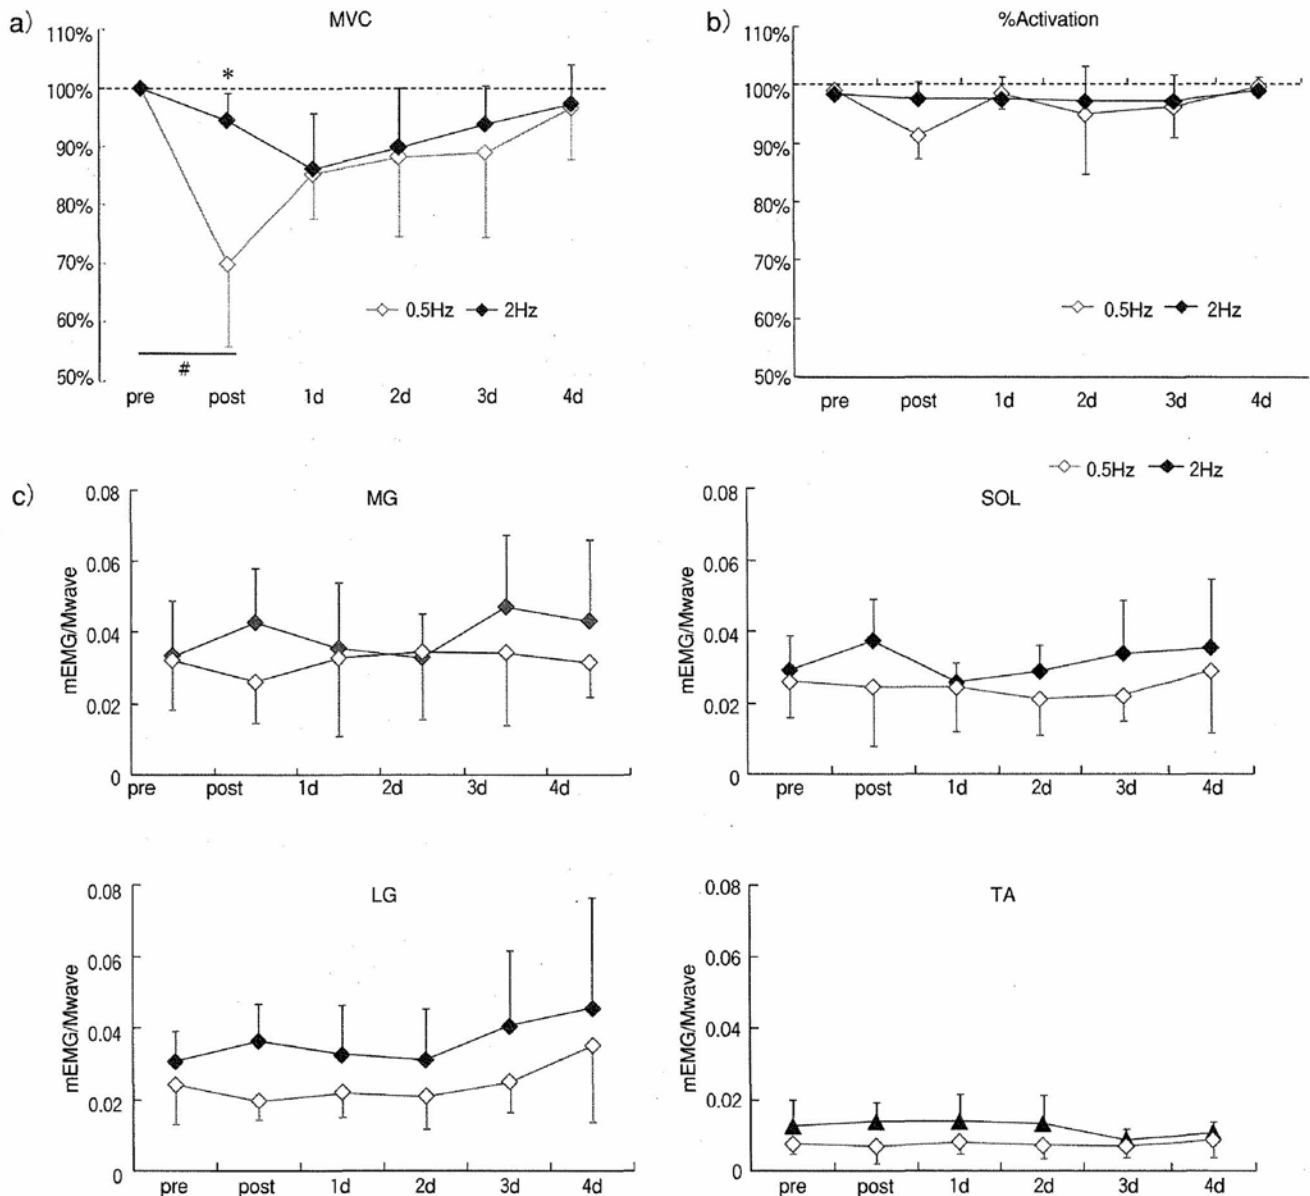 a)
MVC
110%
100%
90%
80%
70%
60%
50%
*
#
0.5Hz 2Hz
pre post 1d 2d 3d 4d
b)
%Activation
110%
100%
90%
80%
70%
60%
50%
0.5Hz 2Hz
pre post 1d 2d 3d 4d
0.5Hz 2Hz
c)
MG
mEMG/Mwave
0.08
0.06
0.04
0.02
0
pre post 1d 2d 3d 4d
SOL
mEMG/Mwave
0.08
0.06
0.04
0.02
0
pre post 1d 2d 3d 4d
LG
mEMG/Mwave
0.08
0.06
0.04
0.02
0
pre post 1d 2d 3d 4d
TA
mEMG/Mwave
0.08
0.06
0.04
0.02
0
pre post 1d 2d 3d 4d